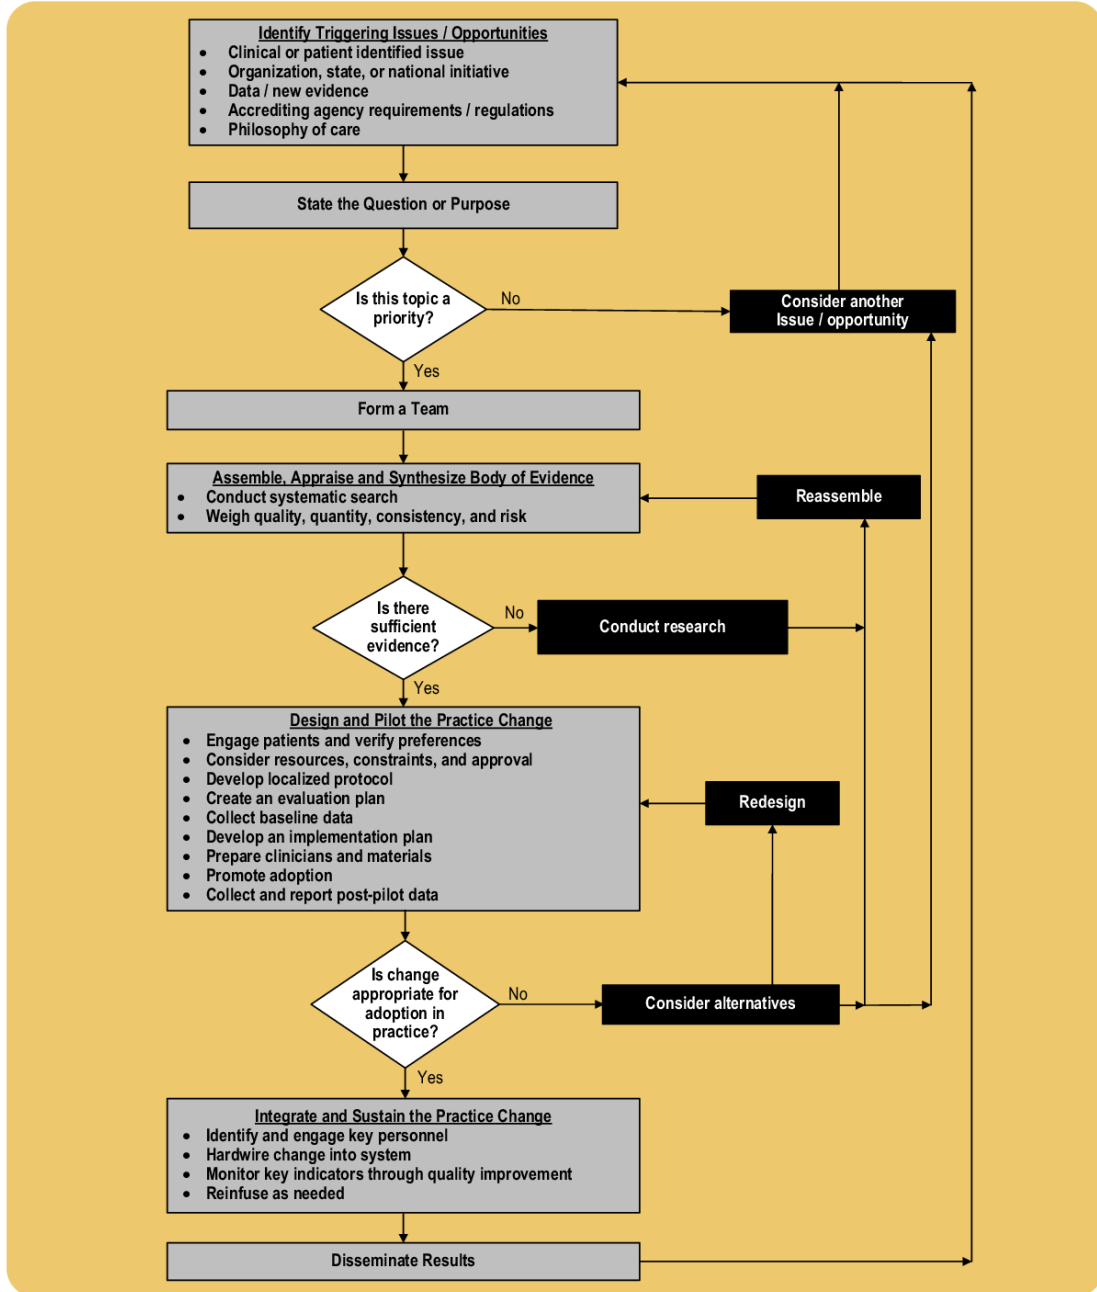 Identify Triggering Issues / Opportunities
• Clinical or patient identified issue
• Organization, state, or national initiative
• Data / new evidence
• Accrediting agency requirements / regulations
• Philosophy of care
State the Question or Purpose
Is this topic a
priority?
No
Consider another
Issue / opportunity
Yes
Form a Team
Assemble, Appraise and Synthesize Body of Evidence
• Conduct systematic search
• Weigh quality, quantity, consistency, and risk
Reassemble
Is there
sufficient
evidence?
No
Conduct research
Yes
Design and Pilot the Practice Change
• Engage patients and verify preferences
• Consider resources, constraints, and approval
• Develop localized protocol
• Create an evaluation plan
• Collect baseline data
• Develop an implementation plan
• Prepare clinicians and materials
• Promote adoption
• Collect and report post-pilot data
Redesign
Is change
appropriate for
adoption in
practice?
No
Consider alternatives
Yes
Integrate and Sustain the Practice Change
• Identify and engage key personnel
• Hardwire change into system
• Monitor key indicators through quality improvement
• Reinfuse as needed
Disseminate Results